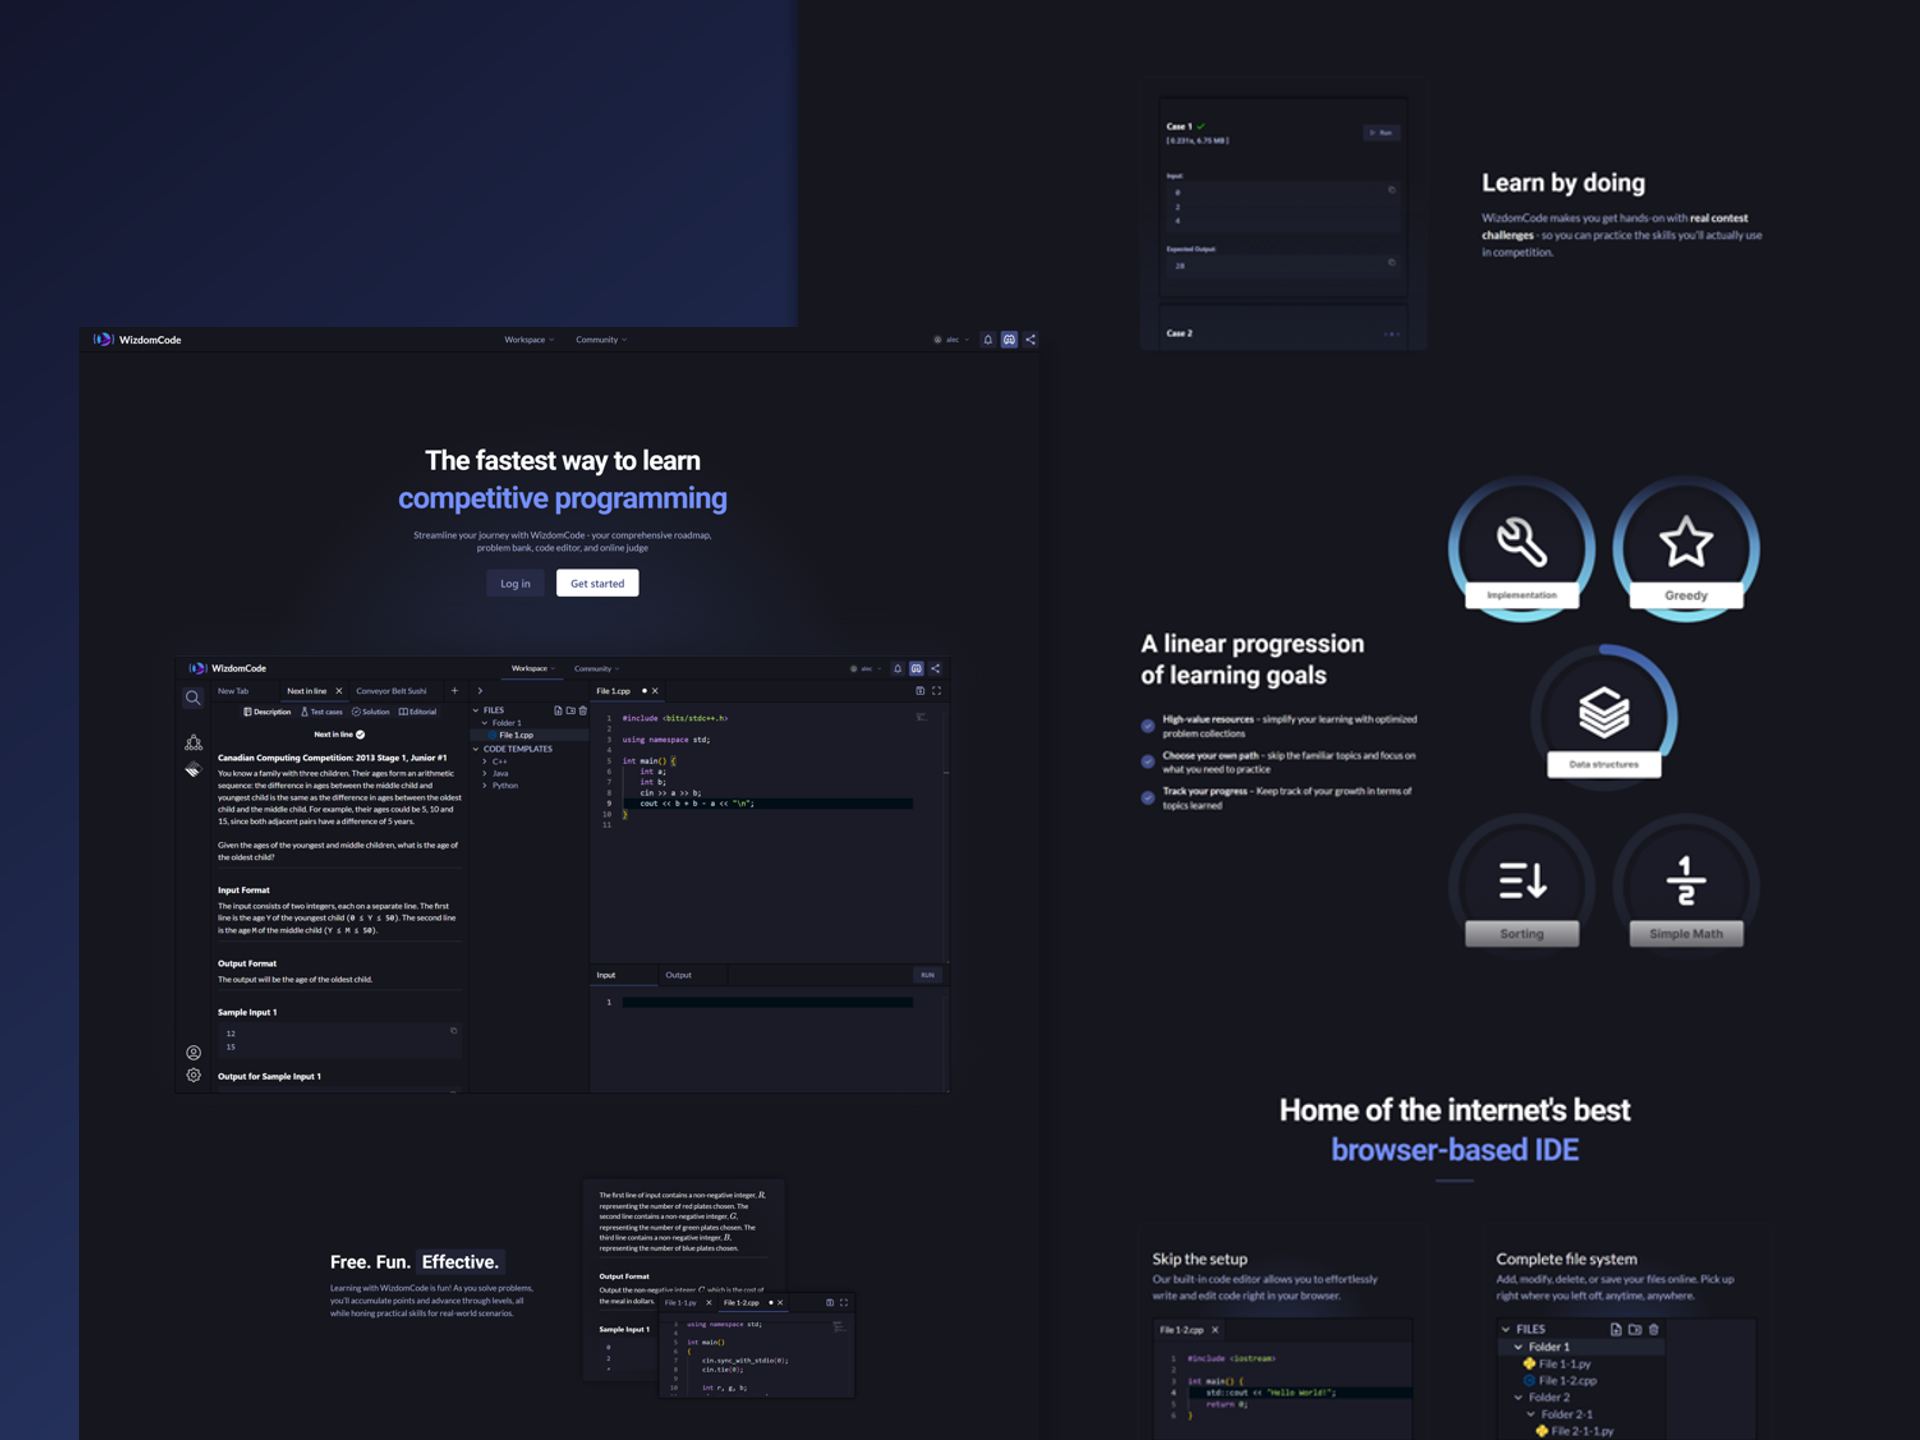 WizdomCode
Workspace
Community
alec
The fastest way to learn
competitive programming
Streamline your journey with WizdomCode - your comprehensive roadmap,
problem bank, code editor, and online judge
Log in
Get started
WizdomCode
Workspace
Community
alec
New Tab
Next in line
Conveyor Belt Sushi
Description
Test cases
Solution
Editorial
Next in line
Canadian Computing Competition: 2013 Stage 1, Junior #1
You know a family with three children. Their ages form an arithmetic
sequence: the difference in ages between the middle child and
youngest child is the same as the difference in ages between the oldest
child and the middle child. For example, their ages could be 5, 10 and
15, since both adjacent pairs have a difference of 5 years.
Given the ages of the youngest and middle children, what is the age of
the oldest child?
Input Format
The input consists of two integers, each on a separate line. The first
line is the age Y of the youngest child (0 ≤ Y ≤ 50). The second line
is the age M of the middle child (Y ≤ M ≤ 50).
Output Format
The output will be the age of the oldest child.
Sample Input 1
12
15
Output for Sample Input 1
FILES
Folder 1
File 1.cpp
CODE TEMPLATES
C++
Java
Python
File 1.cpp
1 #include <bits/stdc++.h>
2
3 using namespace std;
4
5 int main() {
6 int a;
7 int b;
8 cin >> a >> b;
9 cout << b + b - a << "\n";
10 }
11
Input
Output
RUN
1
Free. Fun. Effective.
Learning with WizdomCode is fun! As you solve problems,
you'll accumulate points and advance through levels, all
while honing practical skills for real-world scenarios.
The first line of input contains a non-negative integer, R,
representing the number of red plates chosen. The
second line contains a non-negative integer, G,
representing the number of green plates chosen. The
third line contains a non-negative integer, B,
representing the number of blue plates chosen.
Output Format
Output the non-negative integer, C, which is the cost of
the meal in dollars.
Sample Input 1
0
2
File 1-1.py
File 1-2.cpp
3 using namespace std;
4
5 int main()
6 {
7 cin.sync_with_stdio(0);
8 cin.tie(0);
9
10 int r, g, b;
Case 1
[ 0.231s, 6.75 MB ]
Run
Input:
0
2
4
Expected Output:
28
Case 2
Learn by doing
WizdomCode makes you get hands-on with real contest
challenges - so you can practice the skills you'll actually use
in competition.
A linear progression
of learning goals
High-value resources – simplify your learning with optimized
problem collections
Choose your own path – skip the familiar topics and focus on
what you need to practice
Track your progress – Keep track of your growth in terms of
topics learned
Implementation
Greedy
Data structures
Sorting
1
2
Simple Math
Home of the internet's best
browser-based IDE
Skip the setup
Our built-in code editor allows you to effortlessly
write and edit code right in your browser.
File 1-2.cpp
1 #include <iostream>
2
3 int main() {
4 std::cout << "Hello World!";
5 return 0;
6 }
Complete file system
Add, modify, delete, or save your files online. Pick up
right where you left off, anytime, anywhere.
FILES
Folder 1
File 1-1.py
File 1-2.cpp
Folder 2
Folder 2-1
File 2-1-1.py